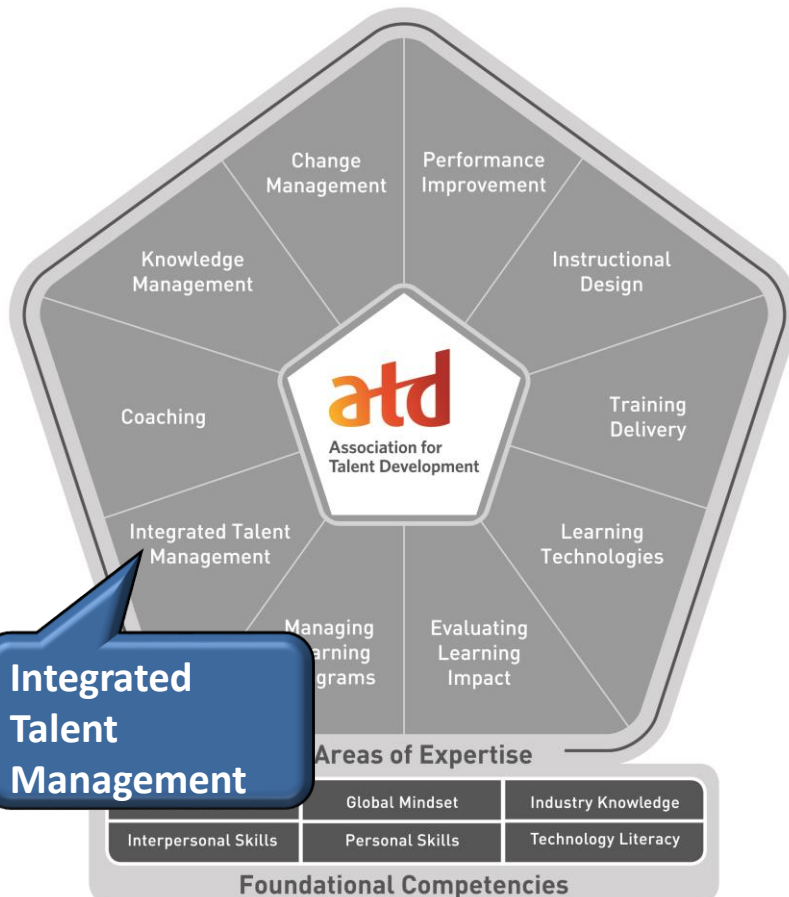 Change
Management
Performance
Improvement
Knowledge
Management
Instructional
Design
Coaching
Training
Delivery
atd
Association for
Talent Development
Integrated Talent
Management
Learning
Technologies
Managing
Evaluating
Learning
Impact
Integrated
Talent
Management
Areas of Expertise
Global Mindset
Industry Knowledge
Interpersonal Skills
Personal Skills
Technology Literacy
Foundational Competencies